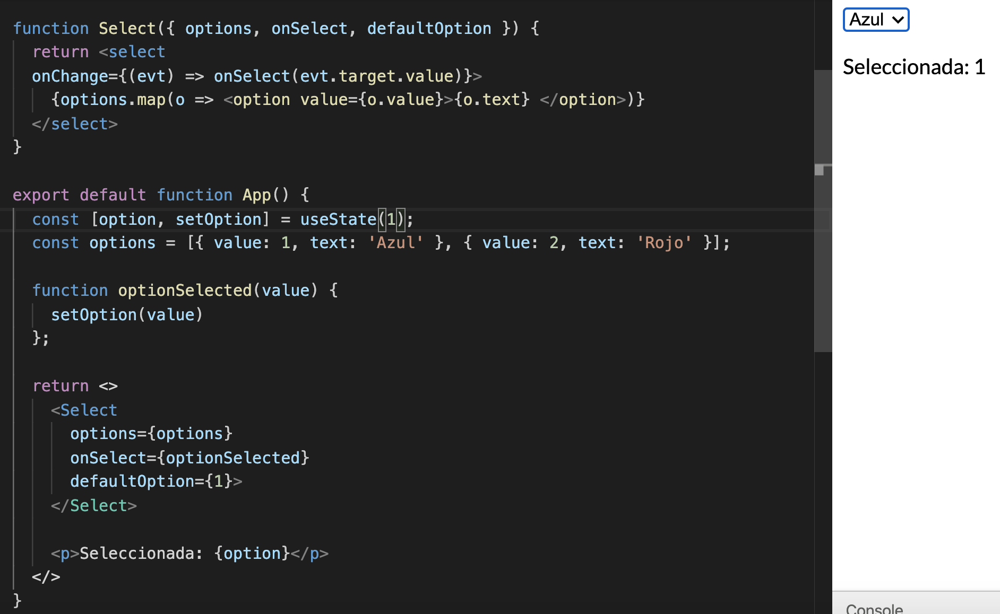 function Select({ options, onSelect, defaultOption }) {
  return <select
  onChange={(evt) => onSelect(evt.target.value)}>
    {options.map(o => <option value={o.value}>{o.text} </option>)}
  </select>
}

export default function App() {
  const [option, setOption] = useState(1);
  const options = [{ value: 1, text: 'Azul' }, { value: 2, text: 'Rojo' }];

  function optionSelected(value) {
    setOption(value)
  };

  return <>
    <Select
      options={options}
      onSelect={optionSelected}
      defaultOption={1}>
    </Select>

    <p>Seleccionada: {option}</p>
  </>
}
Azul
Seleccionada: 1
Console